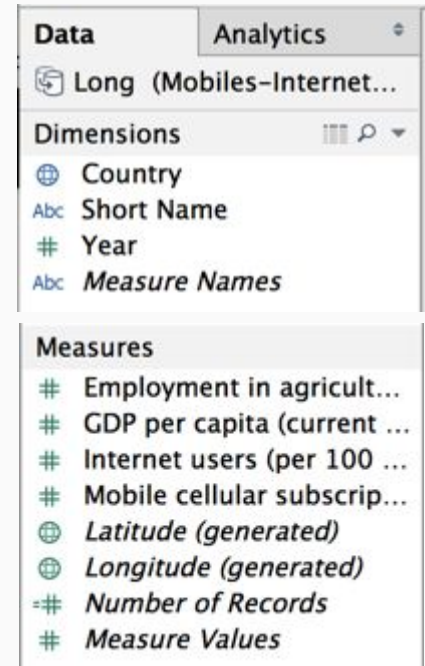 Data Analytics
Long (Mobiles-Internet...
Dimensions
Country
Abc Short Name
# Year
Abc Measure Names
Measures
# Employment in agricult...
# GDP per capita (current ...
# Internet users (per 100 ...
# Mobile cellular subscrip...
Latitude (generated)
Longitude (generated)
=# Number of Records
# Measure Values